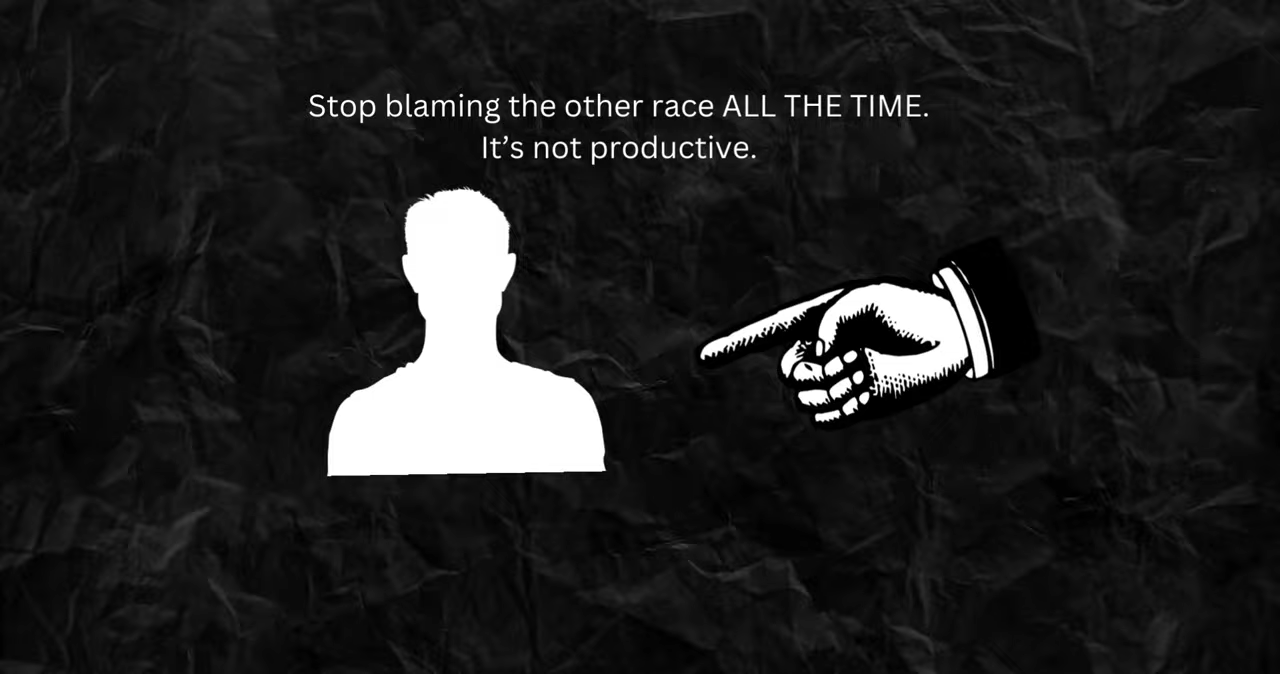 Stop blaming the other race ALL THE TIME.
It’s not productive.